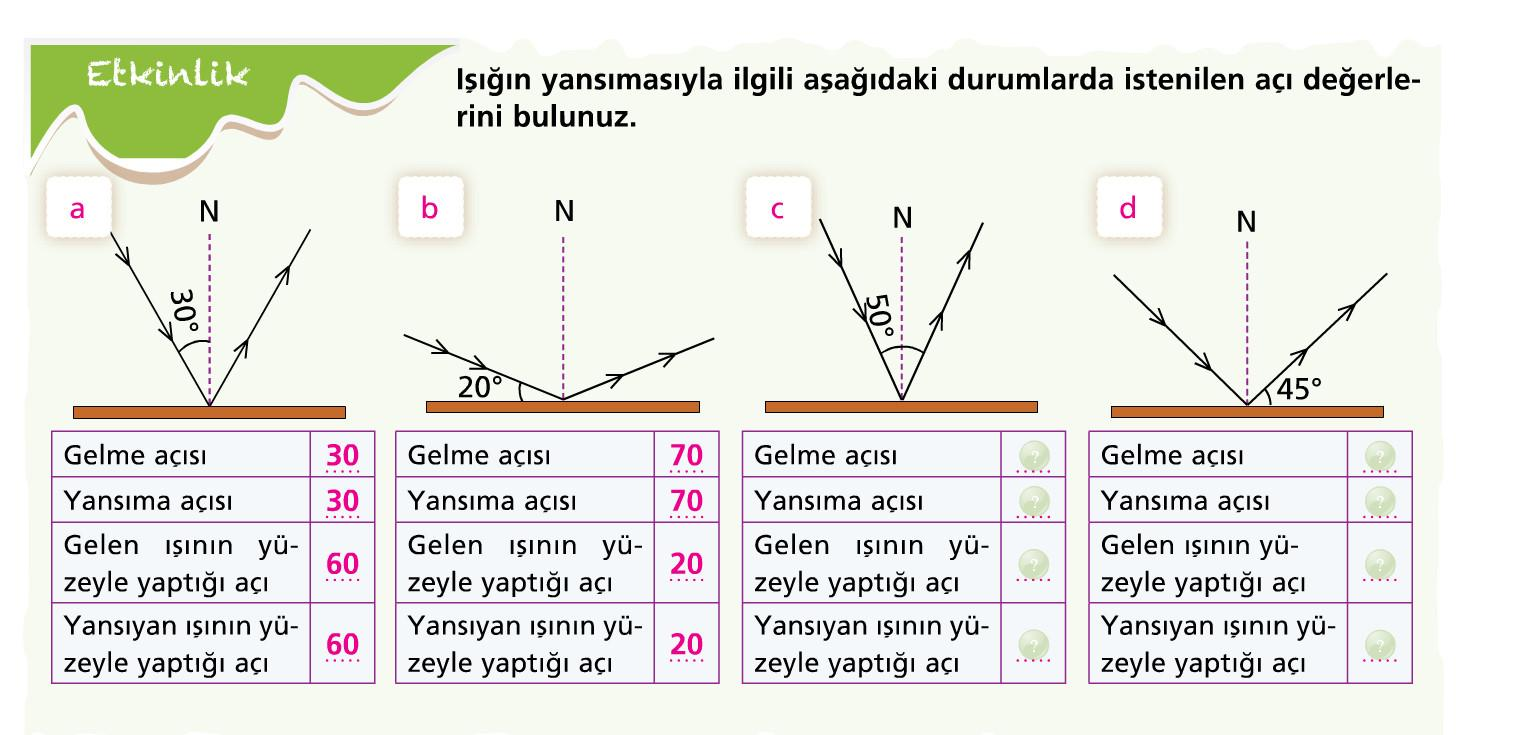 Etkinlik
Işığın yansımasıyla ilgili aşağıdaki durumlarda istenilen açı değerle-
rini bulunuz.
a
N
30°
Gelme açısı 30
Yansıma açısı 30
Gelen ışının yü-
zeyle yaptığı açı 60
Yansıyan ışının yü-
zeyle yaptığı açı 60
b
N
20°
Gelme açısı 70
Yansıma açısı 70
Gelen ışının yü-
zeyle yaptığı açı 20
Yansıyan ışının yü-
zeyle yaptığı açı 20
c
N
50°
Gelme açısı ?
Yansıma açısı ?
Gelen ışının yü-
zeyle yaptığı açı ?
Yansıyan ışının yü-
zeyle yaptığı açı ?
d
N
45°
Gelme açısı ?
Yansıma açısı ?
Gelen ışının yü-
zeyle yaptığı açı ?
Yansıyan ışının yü-
zeyle yaptığı açı ?